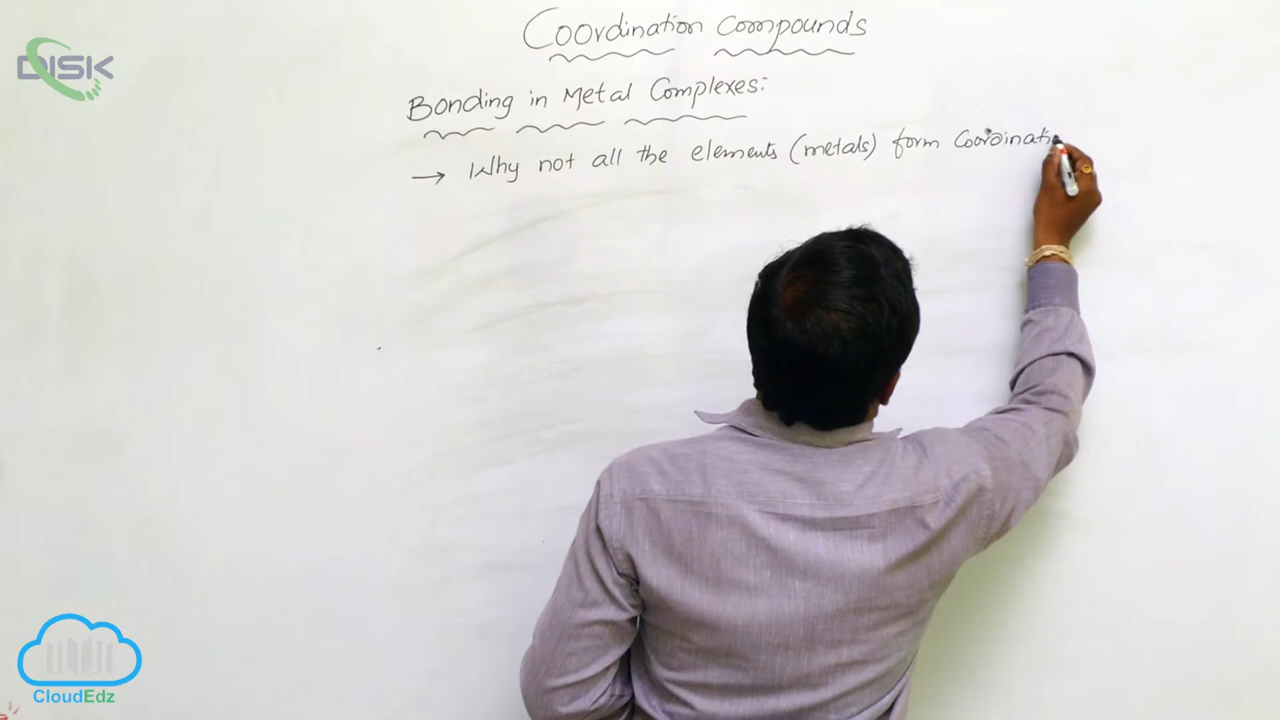 Coordination Compounds
DISK
Bonding in Metal Complexes:
→ Why not all the elements (metals) form Coordinati
CloudEdz